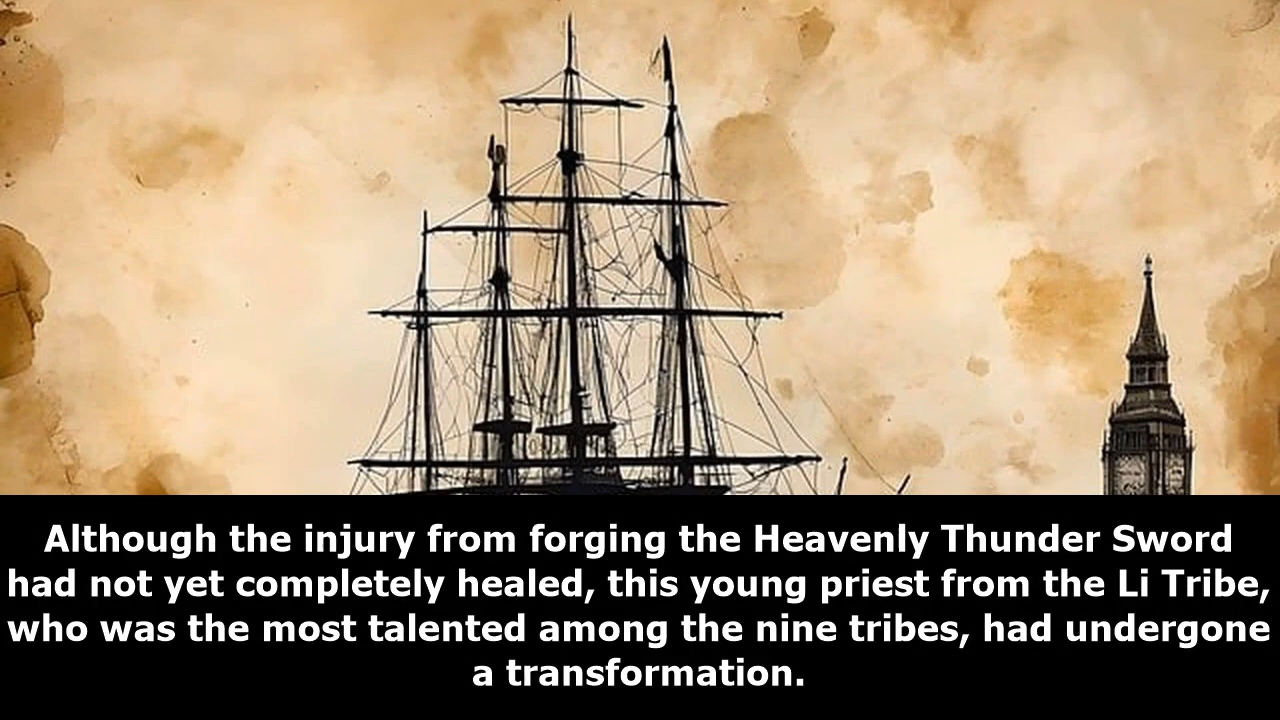 Although the injury from forging the Heavenly Thunder Sword
had not yet completely healed, this young priest from the Li Tribe,
who was the most talented among the nine tribes, had undergone
a transformation.